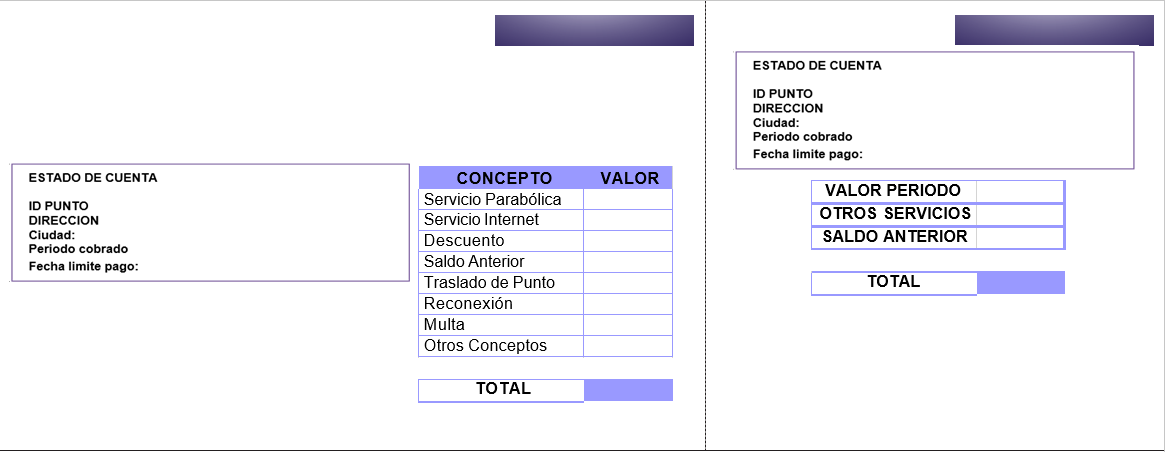 ESTADO DE CUENTA
ID PUNTO
DIRECCION
Ciudad:
Periodo cobrado
Fecha limite pago:
CONCEPTO VALOR
Servicio Parabólica
Servicio Internet
Descuento
Saldo Anterior
Traslado de Punto
Reconexión
Multa
Otros Conceptos
TOTAL
ESTADO DE CUENTA
ID PUNTO
DIRECCION
Ciudad:
Periodo cobrado
Fecha limite pago:
VALOR PERIODO
OTROS SERVICIOS
SALDO ANTERIOR
TOTAL